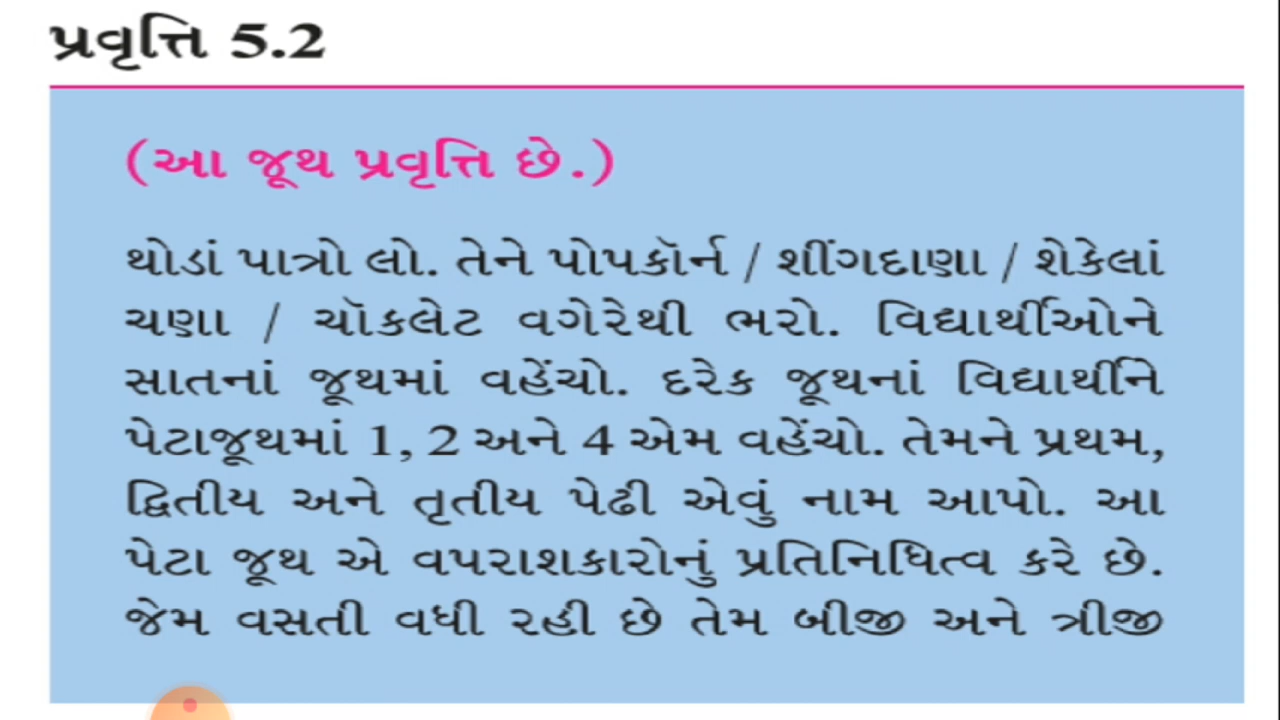 પ્રવૃત્તિ 5.2
(આ જૂથ પ્રવૃત્તિ છે.)
થોડાં પાત્રો લો. તેને પોપકૉર્ન / શીંગદાણા / શેકેલાં
ચણા / ચૉકલેટ વગેરેથી ભરો. વિદ્યાર્થીઓને
સાતનાં જૂથમાં વહેંચો. દરેક જૂથનાં વિદ્યાર્થીને
પેટાજૂથમાં 1, 2 અને 4 એમ વહેંચો. તેમને પ્રથમ,
દ્વિતીય અને તૃતીય પેઢી એવું નામ આપો. આ
પેટા જૂથ એ વપરાશકારોનું પ્રતિનિધિત્વ કરે છે.
જેમ વસતી વધી રહી છે તેમ બીજી અને ત્રીજી